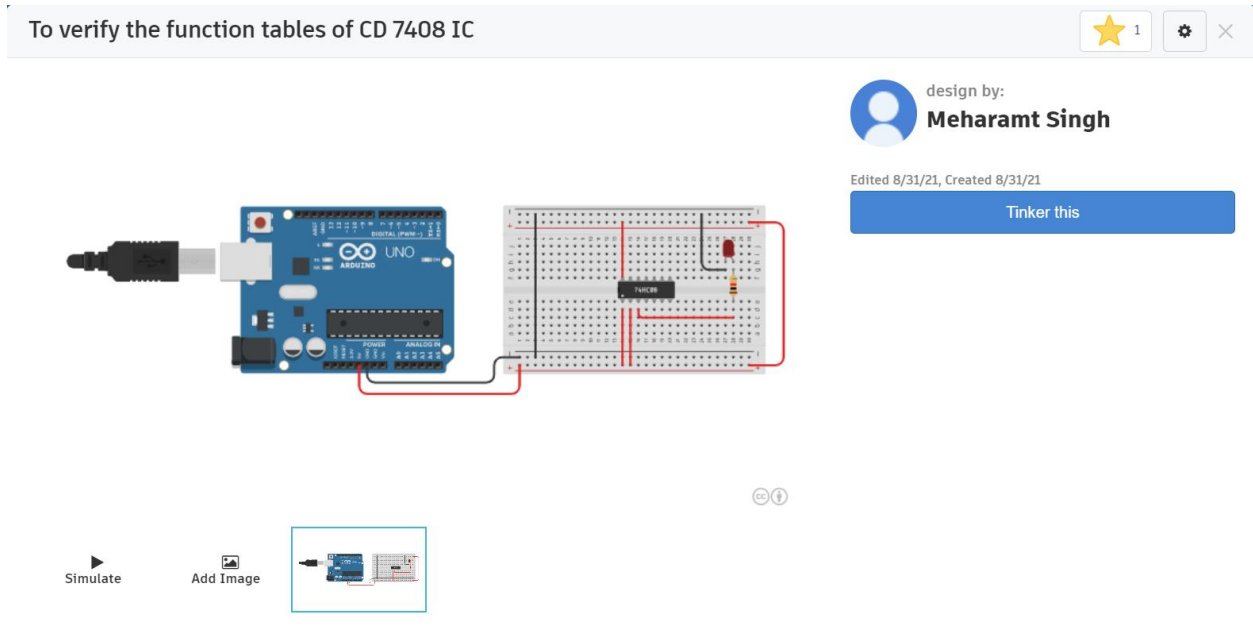 To verify the function tables of CD 7408 IC
1
design by:
Meharamt Singh
Edited 8/31/21, Created 8/31/21
Tinker this
DIGITAL (PWM~)
UNO
ARDUINO
74HC08
POWER
ANALOG IN
Simulate
Add Image